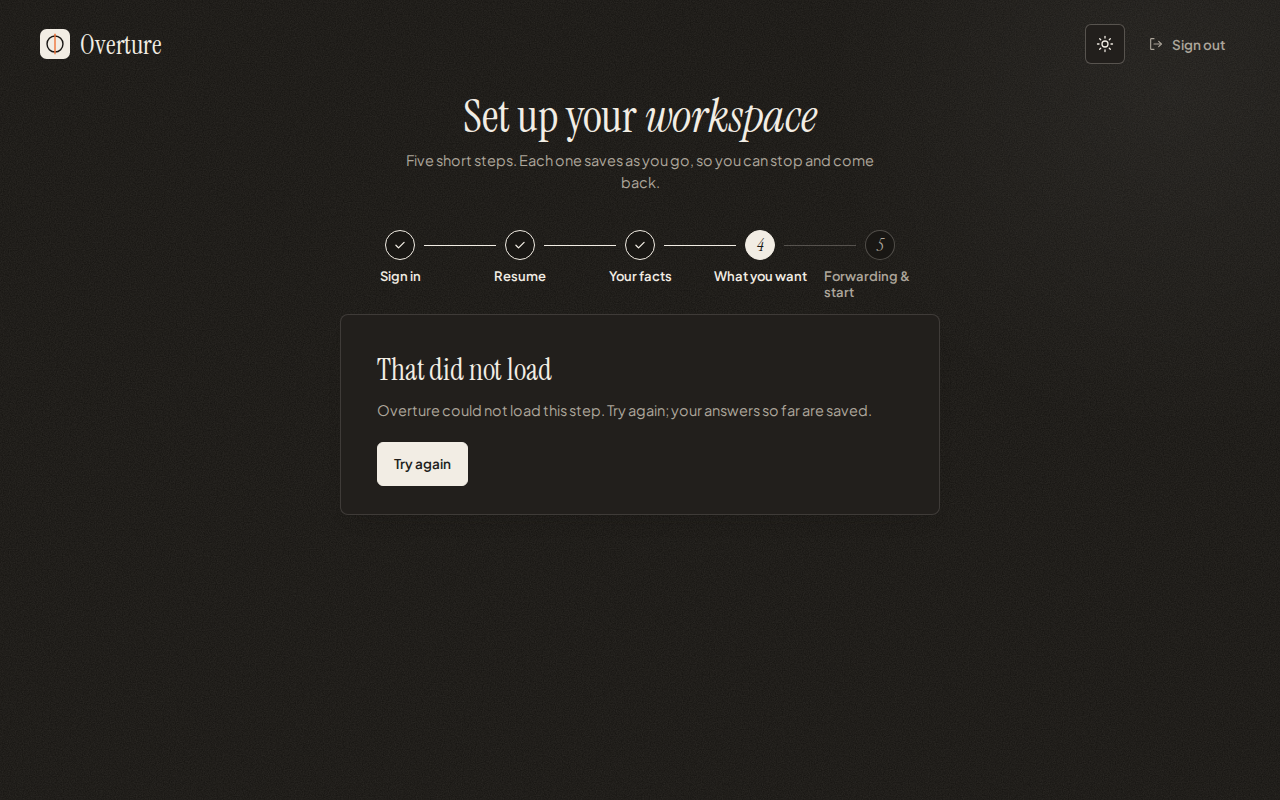 Overture
Sign out
Set up your workspace
Five short steps. Each one saves as you go, so you can stop and come
back.
4
5
Sign in
Resume
Your facts
What you want
Forwarding &
start
That did not load
Overture could not load this step. Try again; your answers so far are saved.
Try again